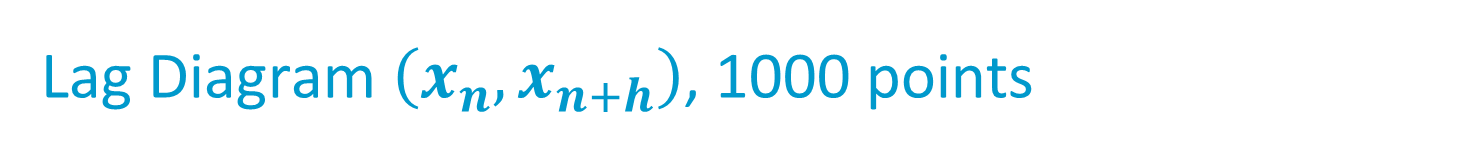 Lag Diagram (𝒙ₙ, 𝒙ₙ₊ₕ), 1000 points